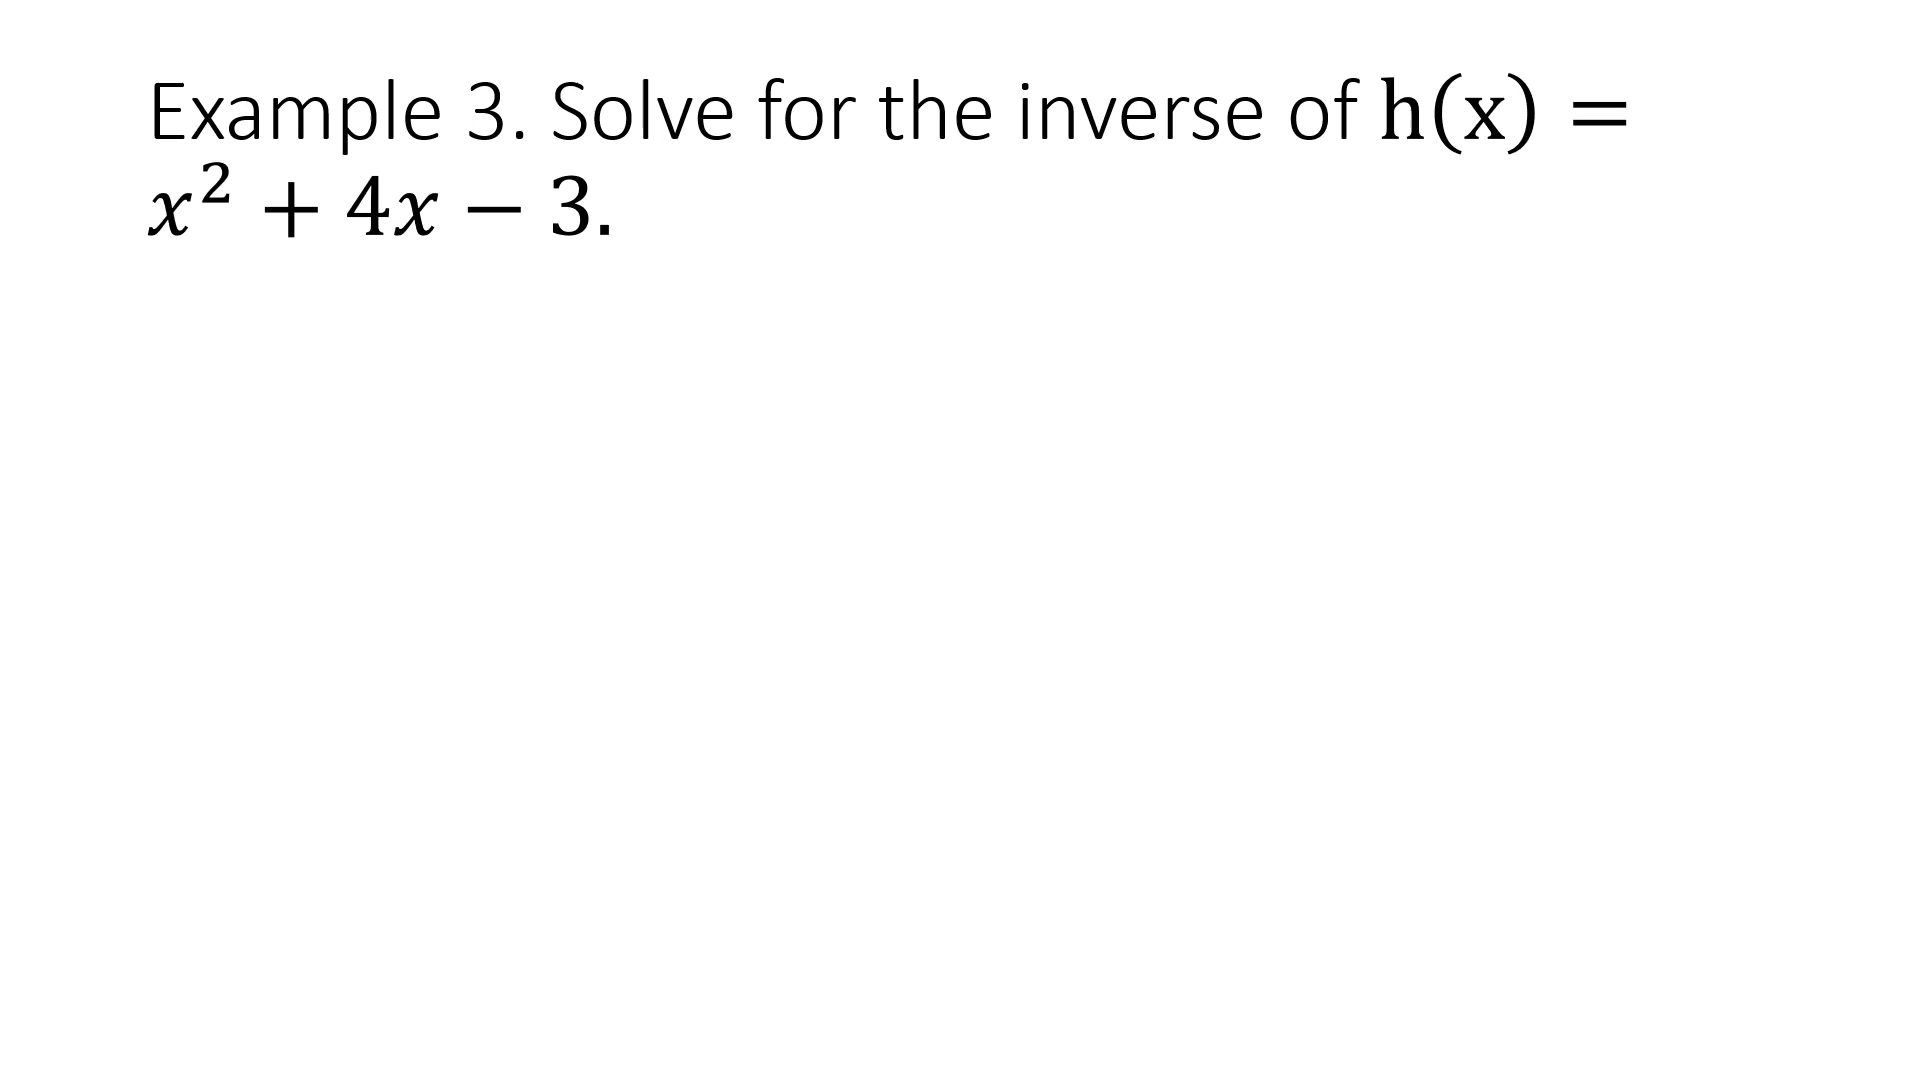 Example 3. Solve for the inverse of h(x) =
x² + 4x − 3.